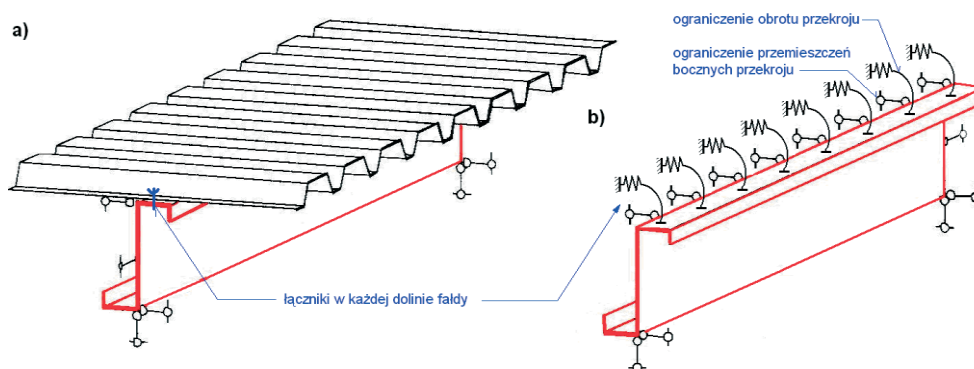 a)
ograniczenie obrotu przekroju
ograniczenie przemieszczeń
bocznych przekroju
b)
łączniki w każdej dolinie fałdy